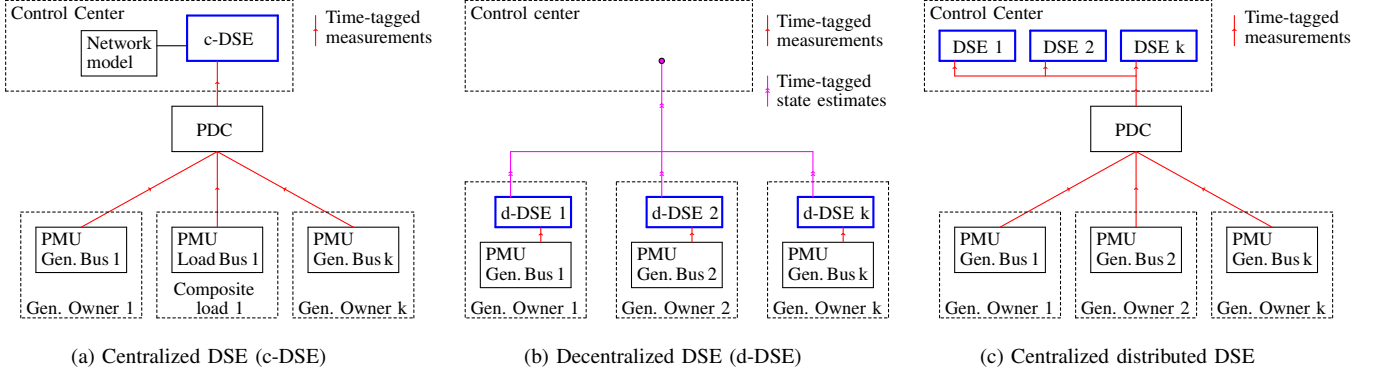 Control Center
Network
model
c-DSE
Time-tagged
measurements
PDC
PMU
Gen. Bus 1
Gen. Owner 1
PMU
Load Bus 1
Composite
load 1
PMU
Gen. Bus k
Gen. Owner k
(a) Centralized DSE (c-DSE)
Control center
Time-tagged
measurements
Time-tagged
state estimates
d-DSE 1
PMU
Gen. Bus 1
Gen. Owner 1
d-DSE 2
PMU
Gen. Bus 2
Gen. Owner 2
d-DSE k
PMU
Gen. Bus k
Gen. Owner k
(b) Decentralized DSE (d-DSE)
Control Center
DSE 1
DSE 2
DSE k
Time-tagged
measurements
PDC
PMU
Gen. Bus 1
Gen. Owner 1
PMU
Gen. Bus 2
Gen. Owner 2
PMU
Gen. Bus k
Gen. Owner k
(c) Centralized distributed DSE